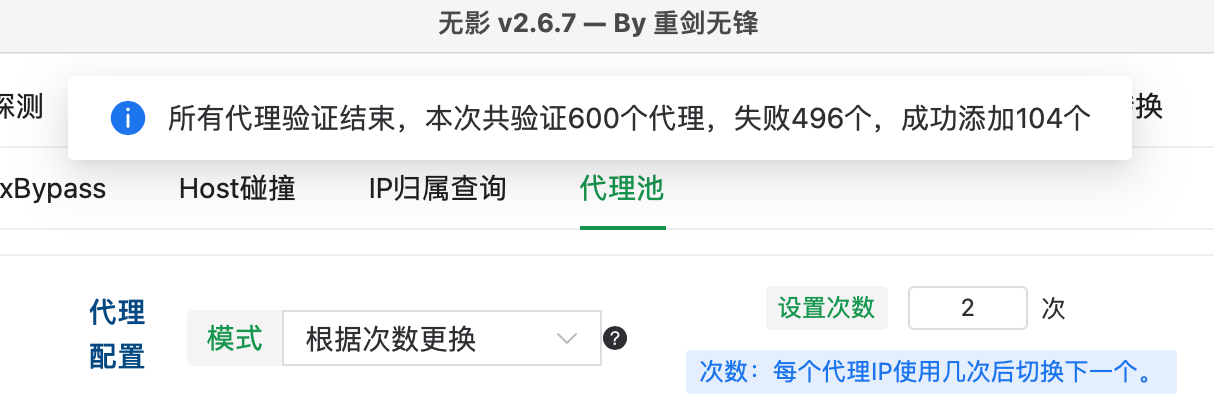 无影 v2.6.7 — By 重剑无锋
探测
所有代理验证结束，本次共验证600个代理，失败496个，成功添加104个
换
xBypass Host碰撞 IP归属查询 代理池
代理
配置
模式 根据次数更换
?
设置次数 2 次
次数：每个代理IP使用几次后切换下一个。